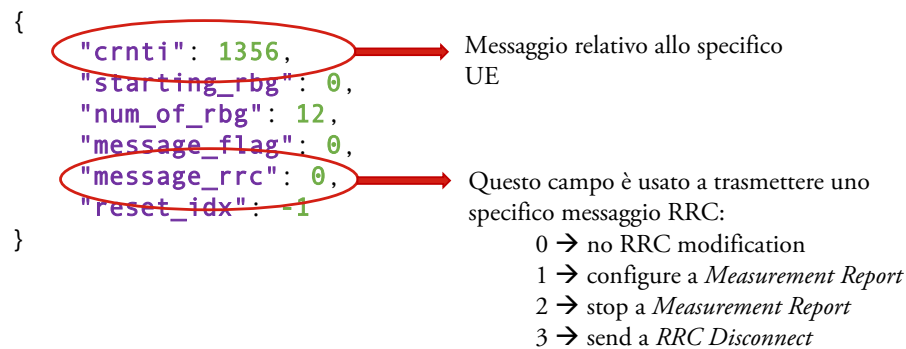 {
"crnti": 1356,
"starting_rbg": 0,
"num_of_rbg": 12,
"message_flag": 0,
"message_rrc": 0,
"reset_idx": -1
}
Messaggio relativo allo specifico
UE
Questo campo è usato a trasmettere uno
specifico messaggio RRC:
0 → no RRC modification
1 → configure a Measurement Report
2 → stop a Measurement Report
3 → send a RRC Disconnect